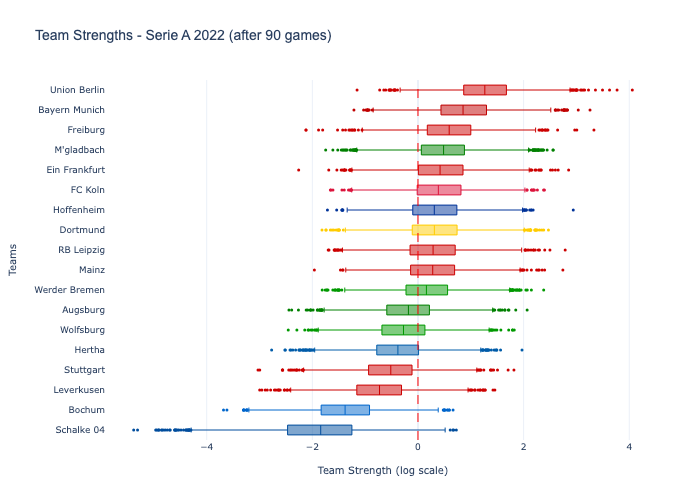 Team Strengths - Serie A 2022 (after 90 games)
Union Berlin
Bayern Munich
Freiburg
M'gladbach
Ein Frankfurt
FC Koln
Hoffenheim
Dortmund
RB Leipzig
Mainz
Werder Bremen
Augsburg
Wolfsburg
Hertha
Stuttgart
Leverkusen
Bochum
Schalke 04
Teams
−4 −2 0 2 4
Team Strength (log scale)